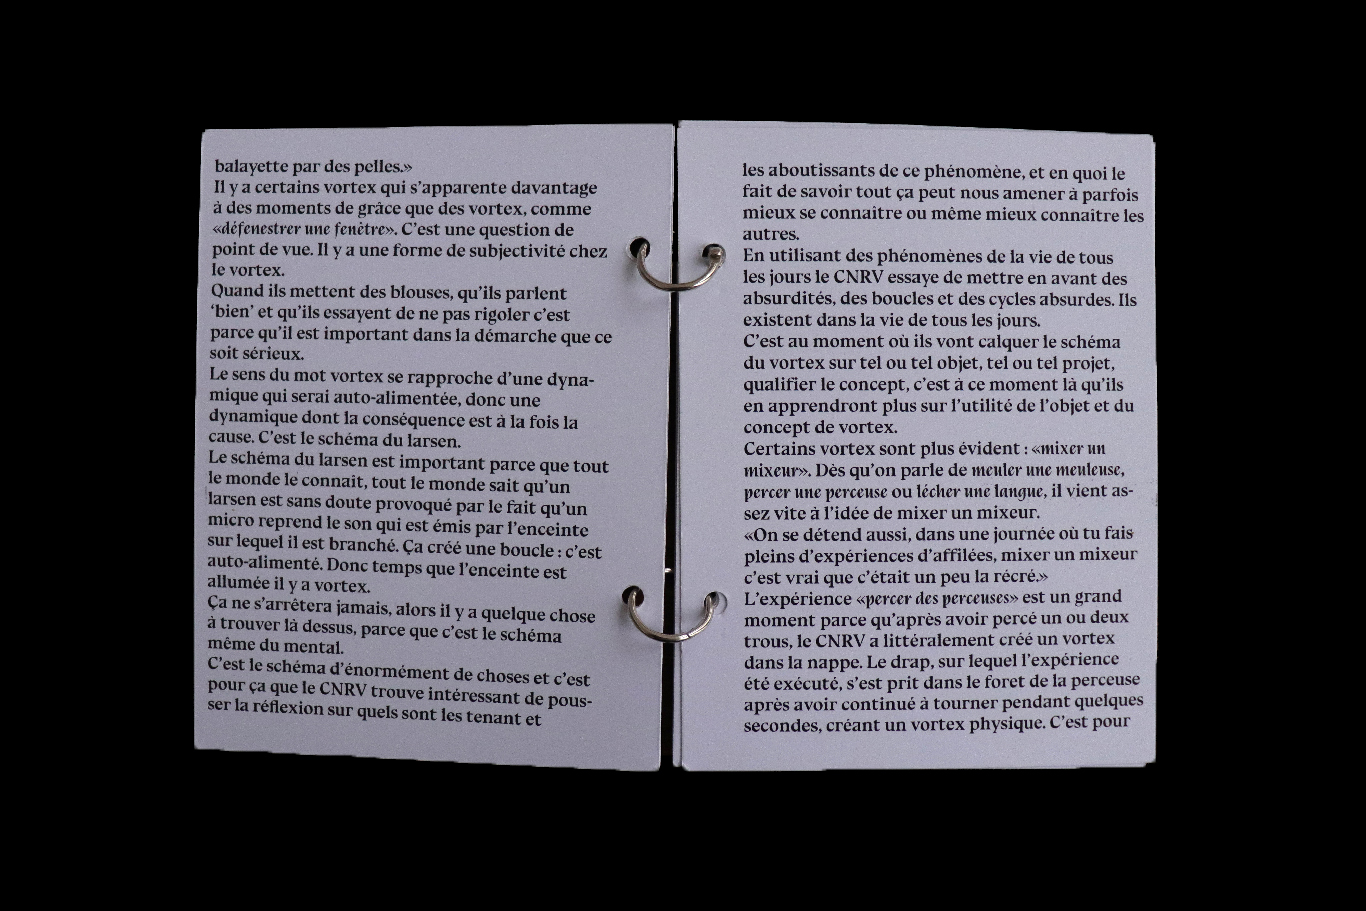 balayette par des pelles.»
Il y a certains vortex qui s'apparente davantage
à des moments de grâce que des vortex, comme
«défenestrer une fenêtre». C'est une question de
point de vue. Il y a une forme de subjectivité chez
le vortex.
Quand ils mettent des blouses, qu'ils parlent
'bien' et qu'ils essayent de ne pas rigoler c'est
parce qu'il est important dans la démarche que ce
soit sérieux.
Le sens du mot vortex se rapproche d'une dyna-
mique qui serai auto-alimentée, donc une
dynamique dont la conséquence est à la fois la
cause. C'est le schéma du larsen.
Le schéma du larsen est important parce que tout
le monde le connait, tout le monde sait qu'un
larsen est sans doute provoqué par le fait qu'un
micro reprend le son qui est émis par l'enceinte
sur lequel il est branché. Ça créé une boucle : c'est
auto-alimenté. Donc temps que l'enceinte est
allumée il y a vortex.
Ça ne s'arrêtera jamais, alors il y a quelque chose
à trouver là dessus, parce que c'est le schéma
même du mental.
C'est le schéma d'énormément de choses et c'est
pour ça que le CNRV trouve intéressant de pous-
ser la réflexion sur quels sont les tenant et
les aboutissants de ce phénomène, et en quoi le
fait de savoir tout ça peut nous amener à parfois
mieux se connaître ou même mieux connaître les
autres.
En utilisant des phénomènes de la vie de tous
les jours le CNRV essaye de mettre en avant des
absurdités, des boucles et des cycles absurdes. Ils
existent dans la vie de tous les jours.
C'est au moment où ils vont calquer le schéma
du vortex sur tel ou tel objet, tel ou tel projet,
qualifier le concept, c'est à ce moment là qu'ils
en apprendront plus sur l'utilité de l'objet et du
concept de vortex.
Certains vortex sont plus évident : «mixer un
mixeur». Dès qu'on parle de meuler une meuleuse,
percer une perceuse ou lécher une langue, il vient as-
sez vite à l'idée de mixer un mixeur.
«On se détend aussi, dans une journée où tu fais
pleins d'expériences d'affilées, mixer un mixeur
c'est vrai que c'était un peu la récré.»
L'expérience «percer des perceuses» est un grand
moment parce qu'après avoir percé un ou deux
trous, le CNRV a littéralement créé un vortex
dans la nappe. Le drap, sur lequel l'expérience
été exécuté, s'est prit dans le foret de la perceuse
après avoir continué à tourner pendant quelques
secondes, créant un vortex physique. C'est pour